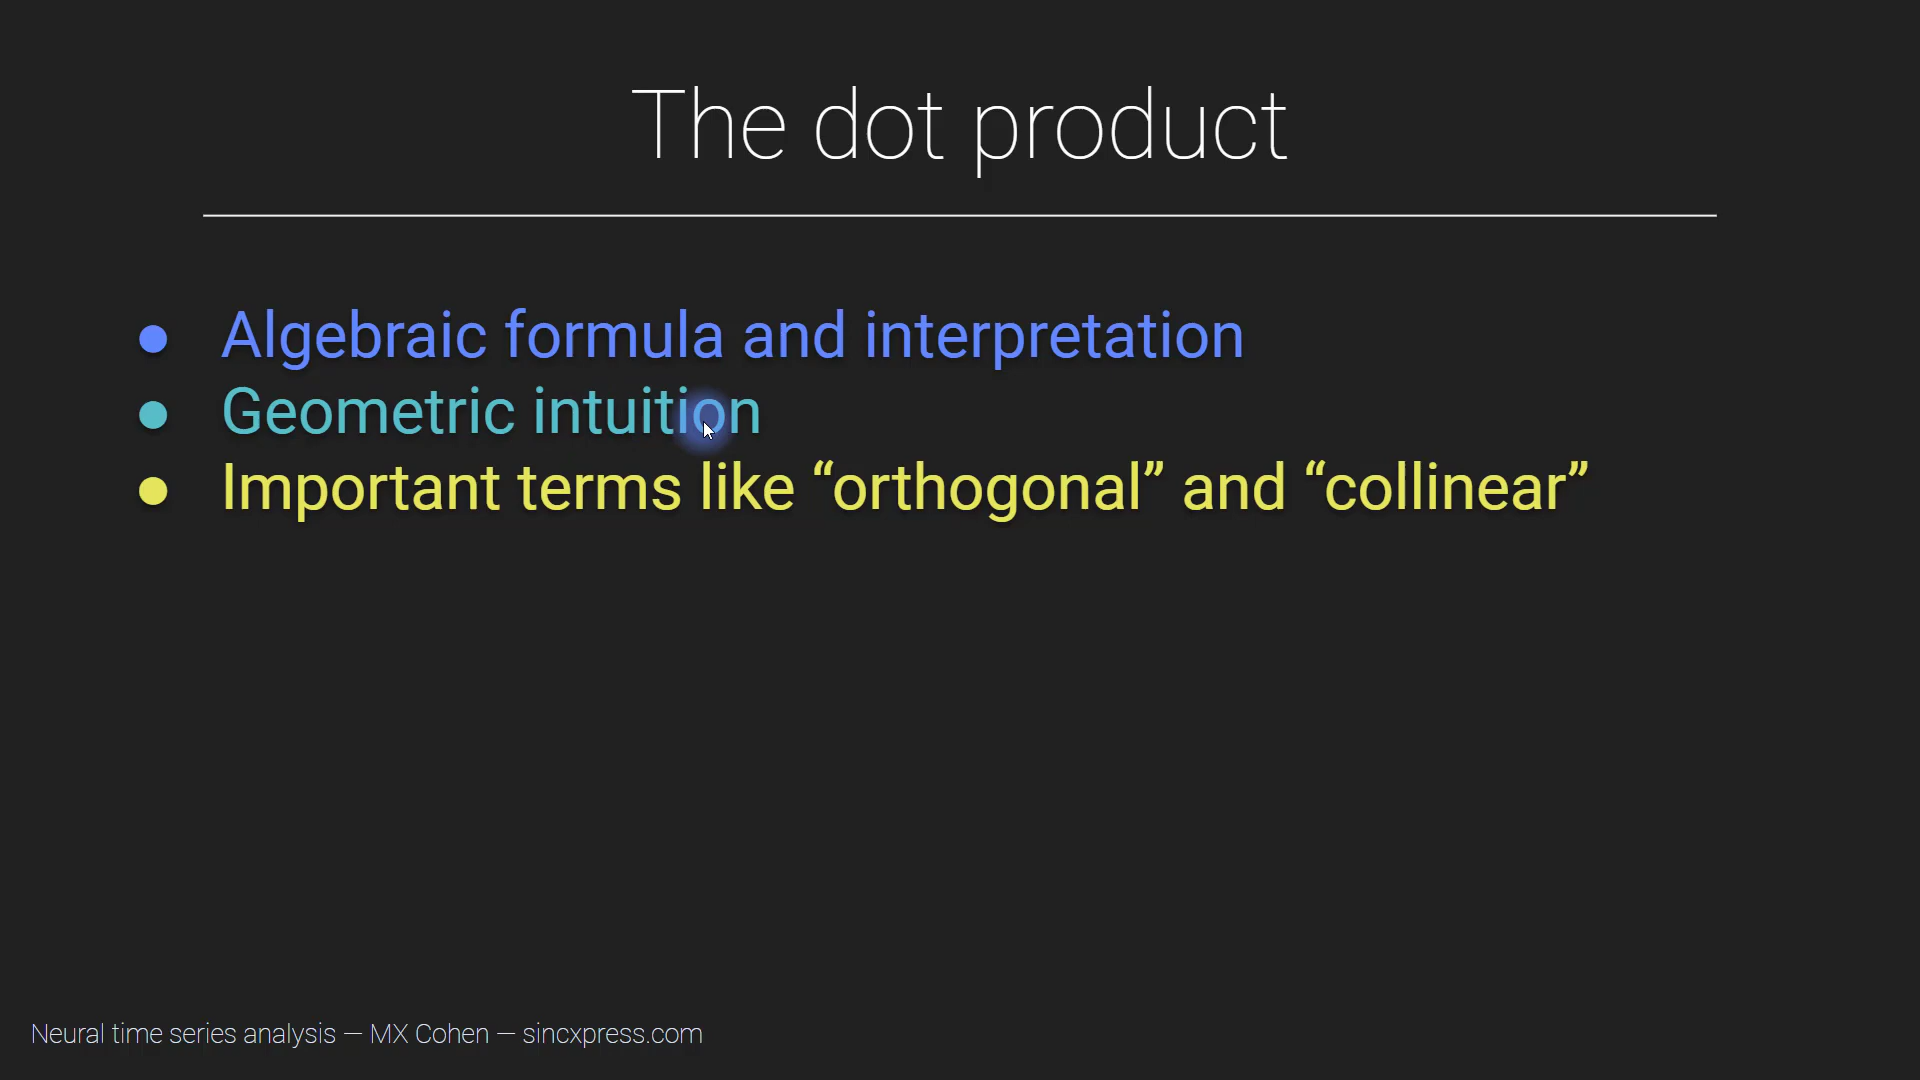 The dot product
● Algebraic formula and interpretation
● Geometric intuition
● Important terms like “orthogonal” and “collinear”
Neural time series analysis — MX Cohen — sincxpress.com